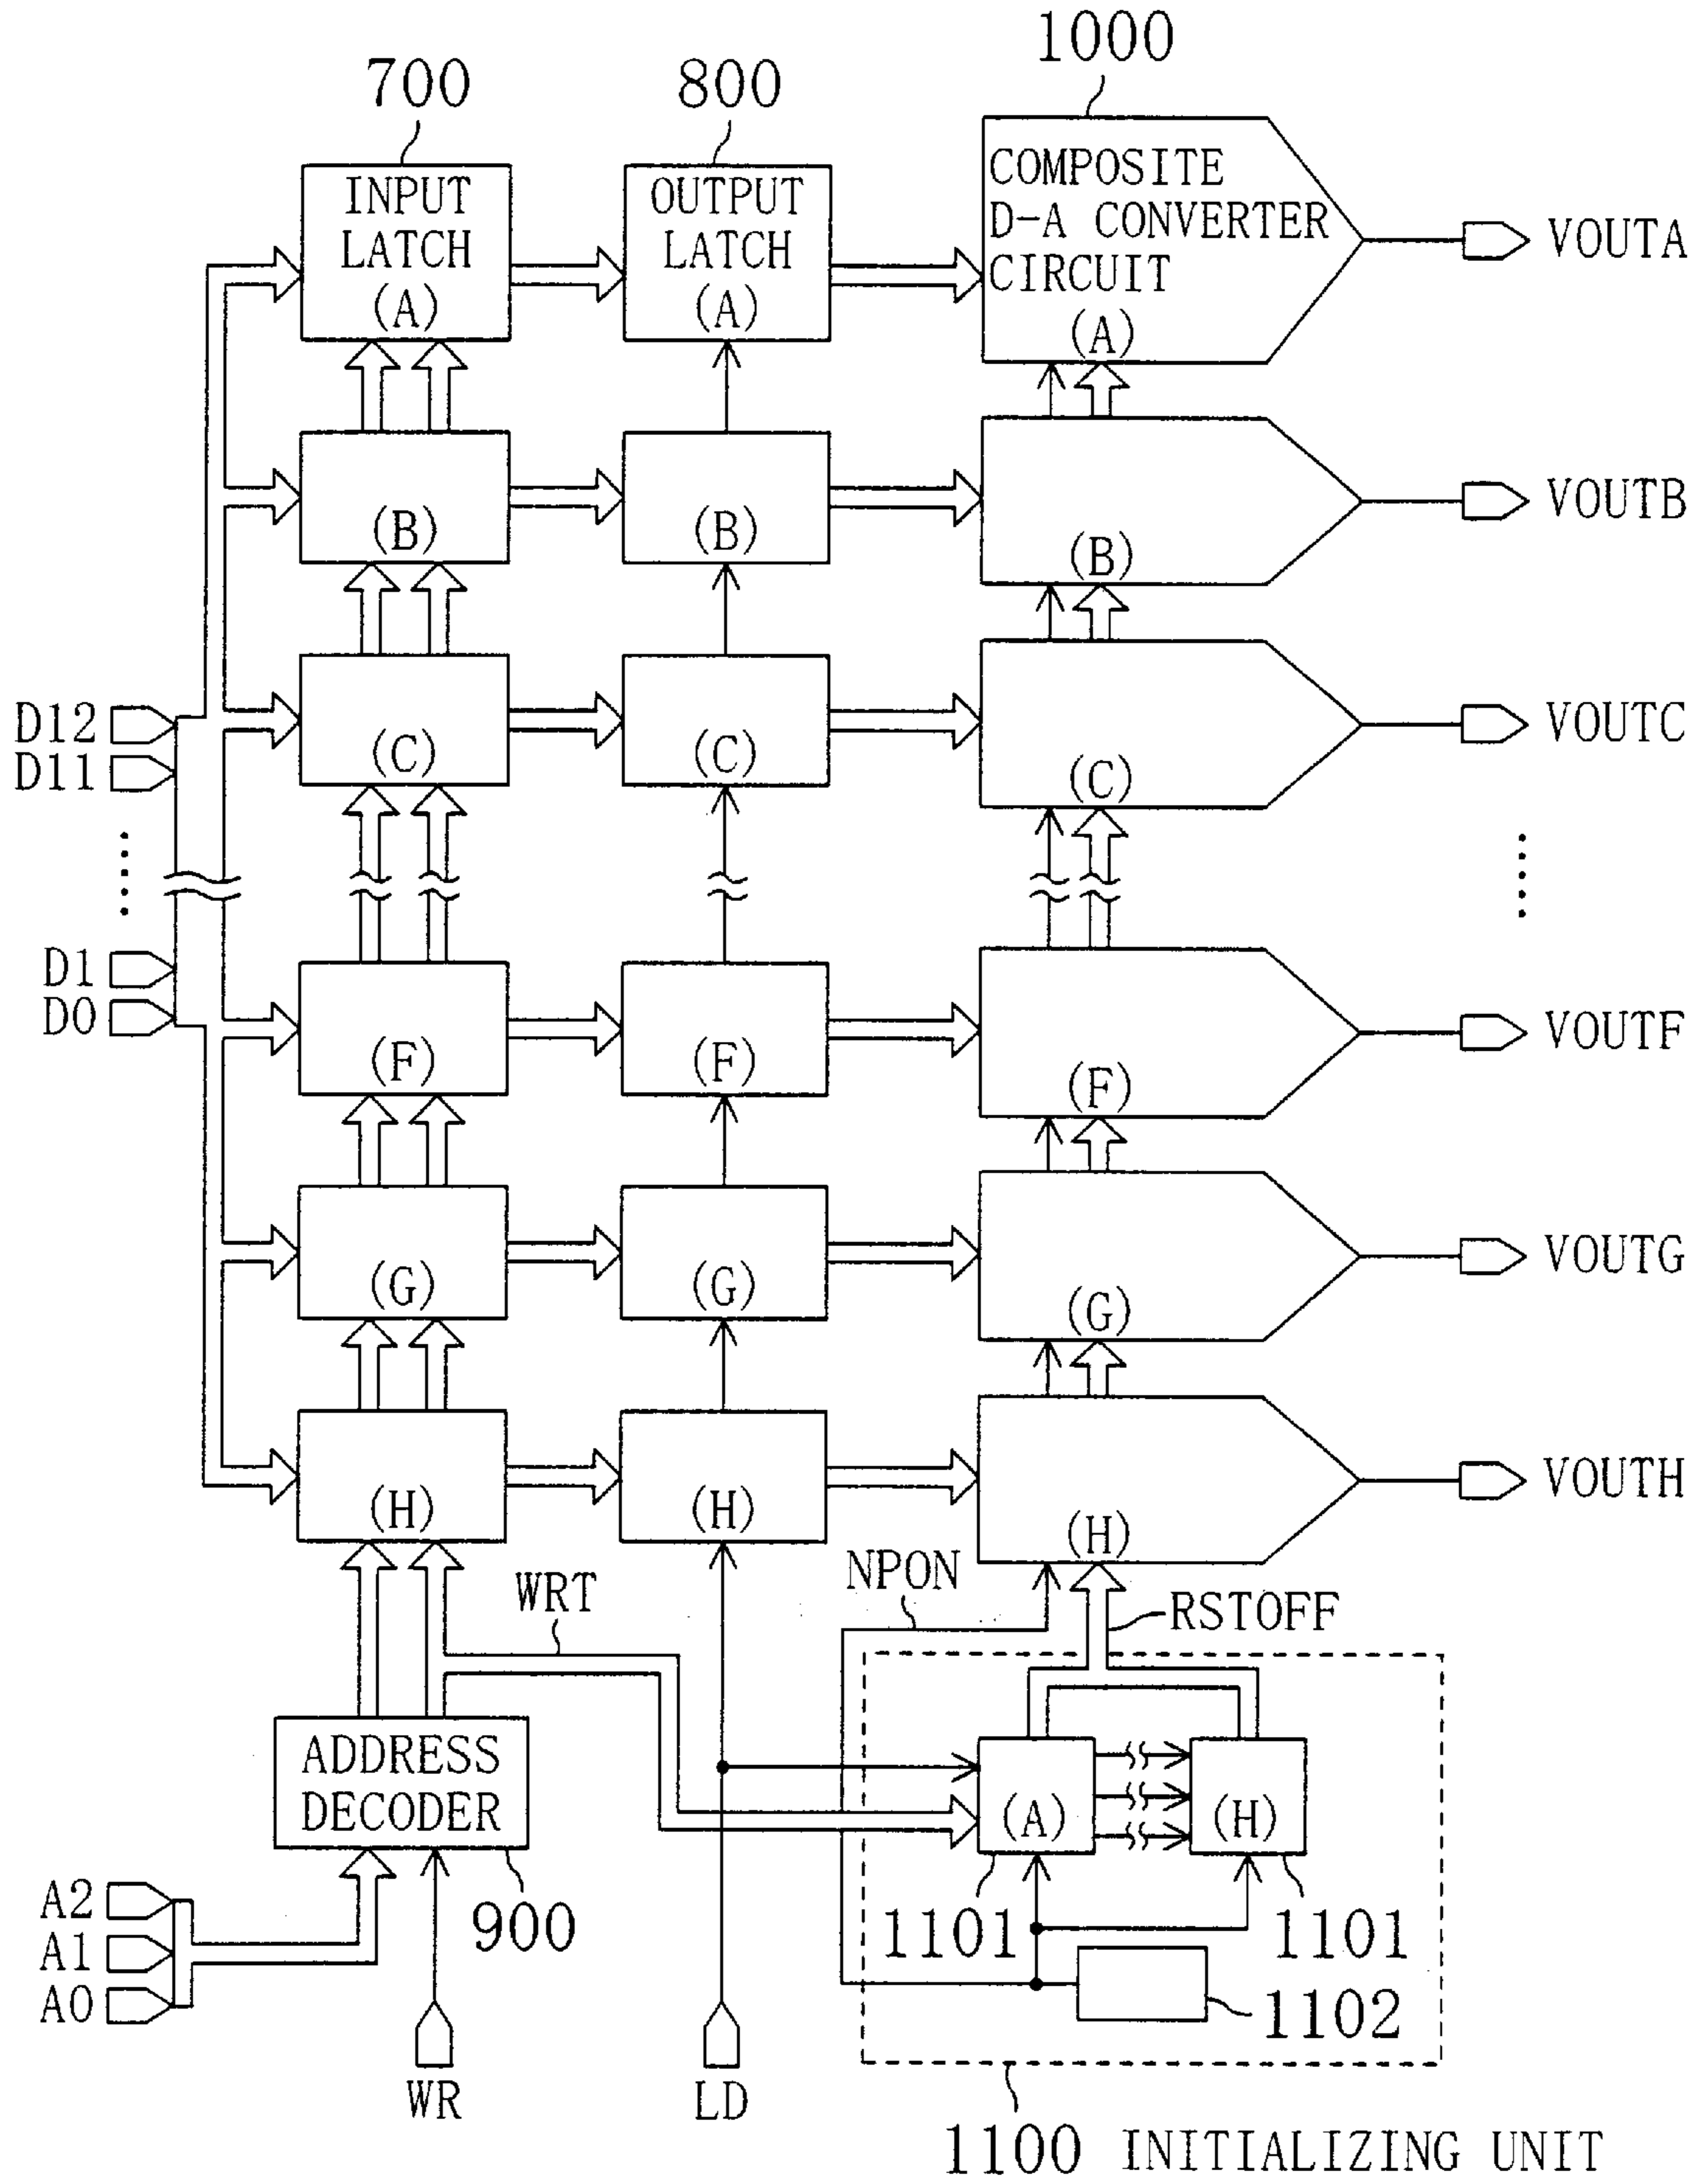 1000
700
800
INPUT
LATCH
(A)
OUTPUT
LATCH
(A)
COMPOSITE
D-A CONVERTER
CIRCUIT
(A)
VOUTA
(B)
(B)
(B)
VOUTB
D12
D11
(C)
(C)
(C)
VOUTC
D1
D0
(F)
(F)
(F)
VOUTF
(G)
(G)
(G)
VOUTG
(H)
(H)
(H)
VOUTH
WRT
NPON
RSTOFF
ADDRESS
DECODER
(A)
(H)
A2
A1
A0
900
1101
1101
1102
WR
LD
1100 INITIALIZING UNIT